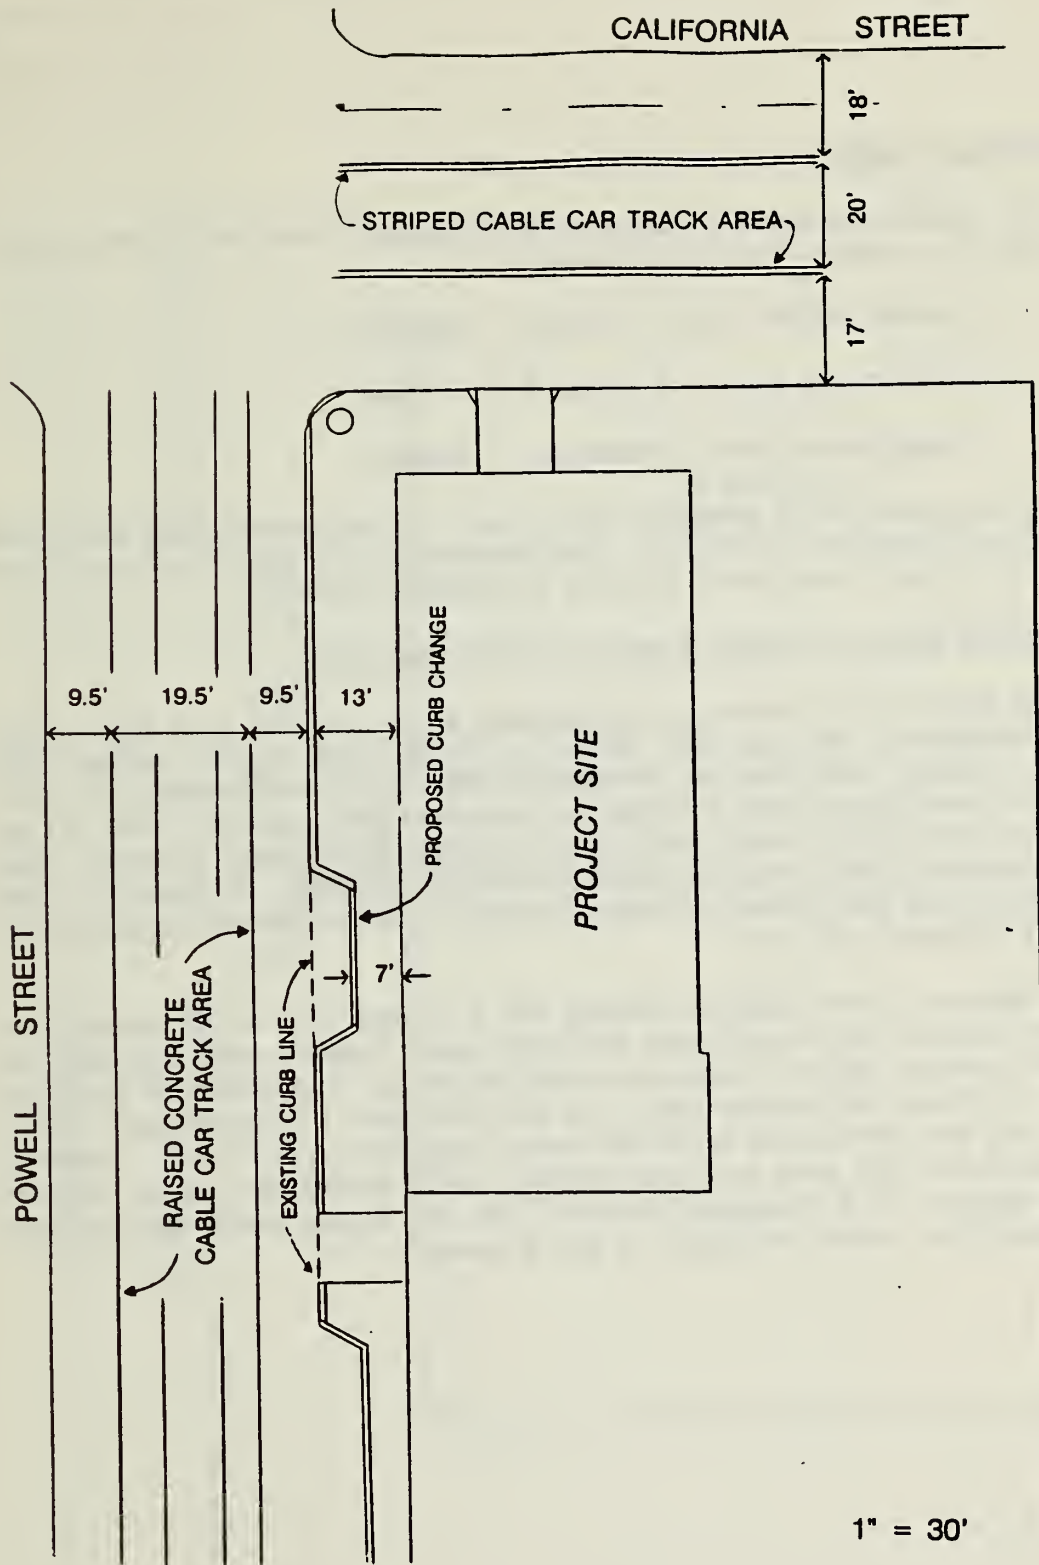 CALIFORNIA STREET
18'
20'
STRIPED CABLE CAR TRACK AREA
17'
9.5'
19.5'
9.5'
13'
PROPOSED CURB CHANGE
PROJECT SITE
POWELL STREET
RAISED CONCRETE
CABLE CAR TRACK AREA
EXISTING CURB LINE
7'
1" = 30'